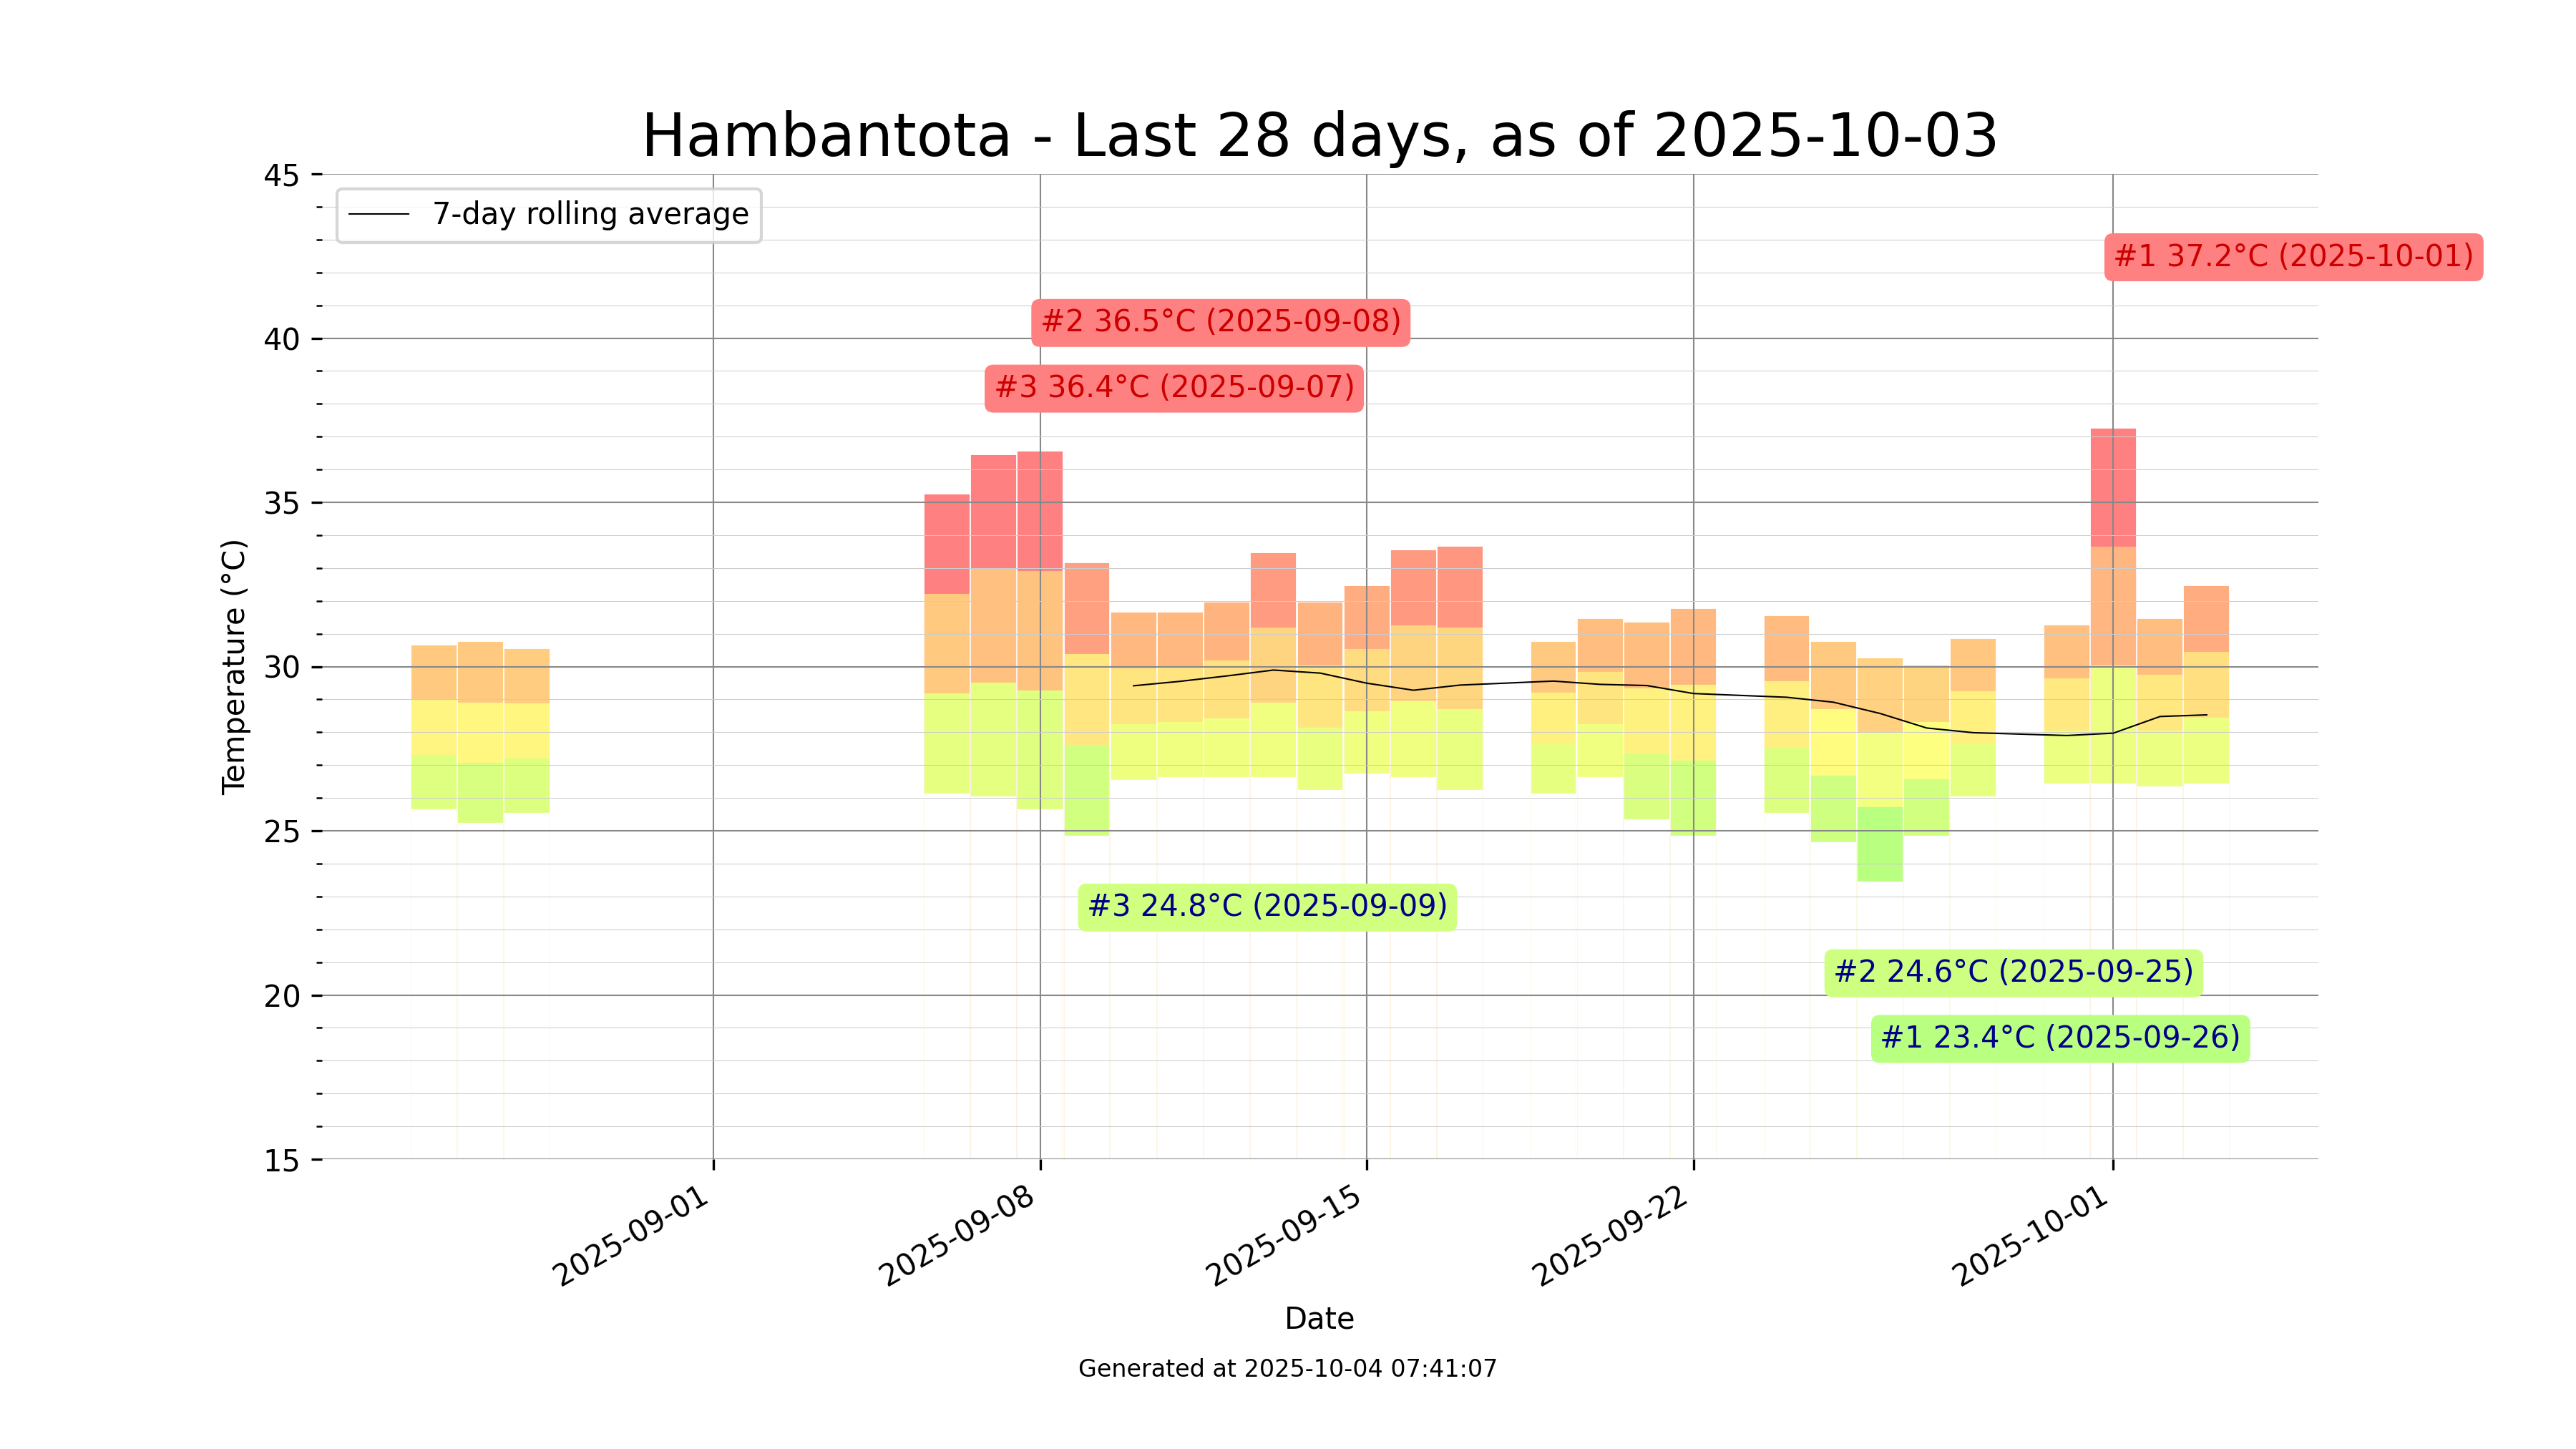 Hambantota - Last 28 days, as of 2025-10-03
45
7-day rolling average
#1 37.2°C (2025-10-01)
#2 36.5°C (2025-09-08)
40
#3 36.4°C (2025-09-07)
35
Temperature (°C)
30
25
#3 24.8°C (2025-09-09)
#2 24.6°C (2025-09-25)
20
#1 23.4°C (2025-09-26)
15
2025-09-01
2025-09-08
2025-09-15
2025-09-22
2025-10-01
Date
Generated at 2025-10-04 07:41:07